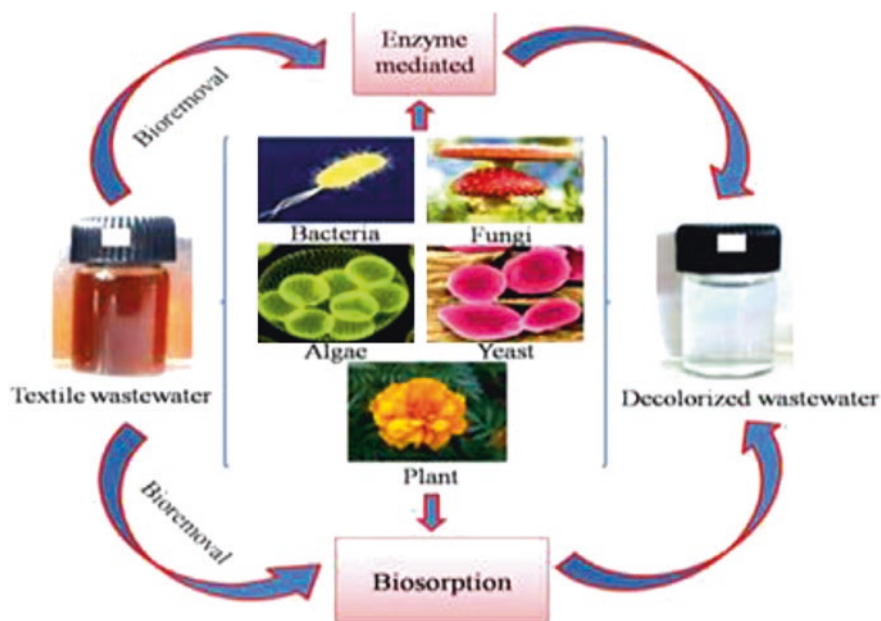 Enzyme
mediated
Bioremoval
Bacteria
Fungi
Algae
Yeast
Textile wastewater
Decolorized wastewater
Plant
Bioremoval
Biosorption